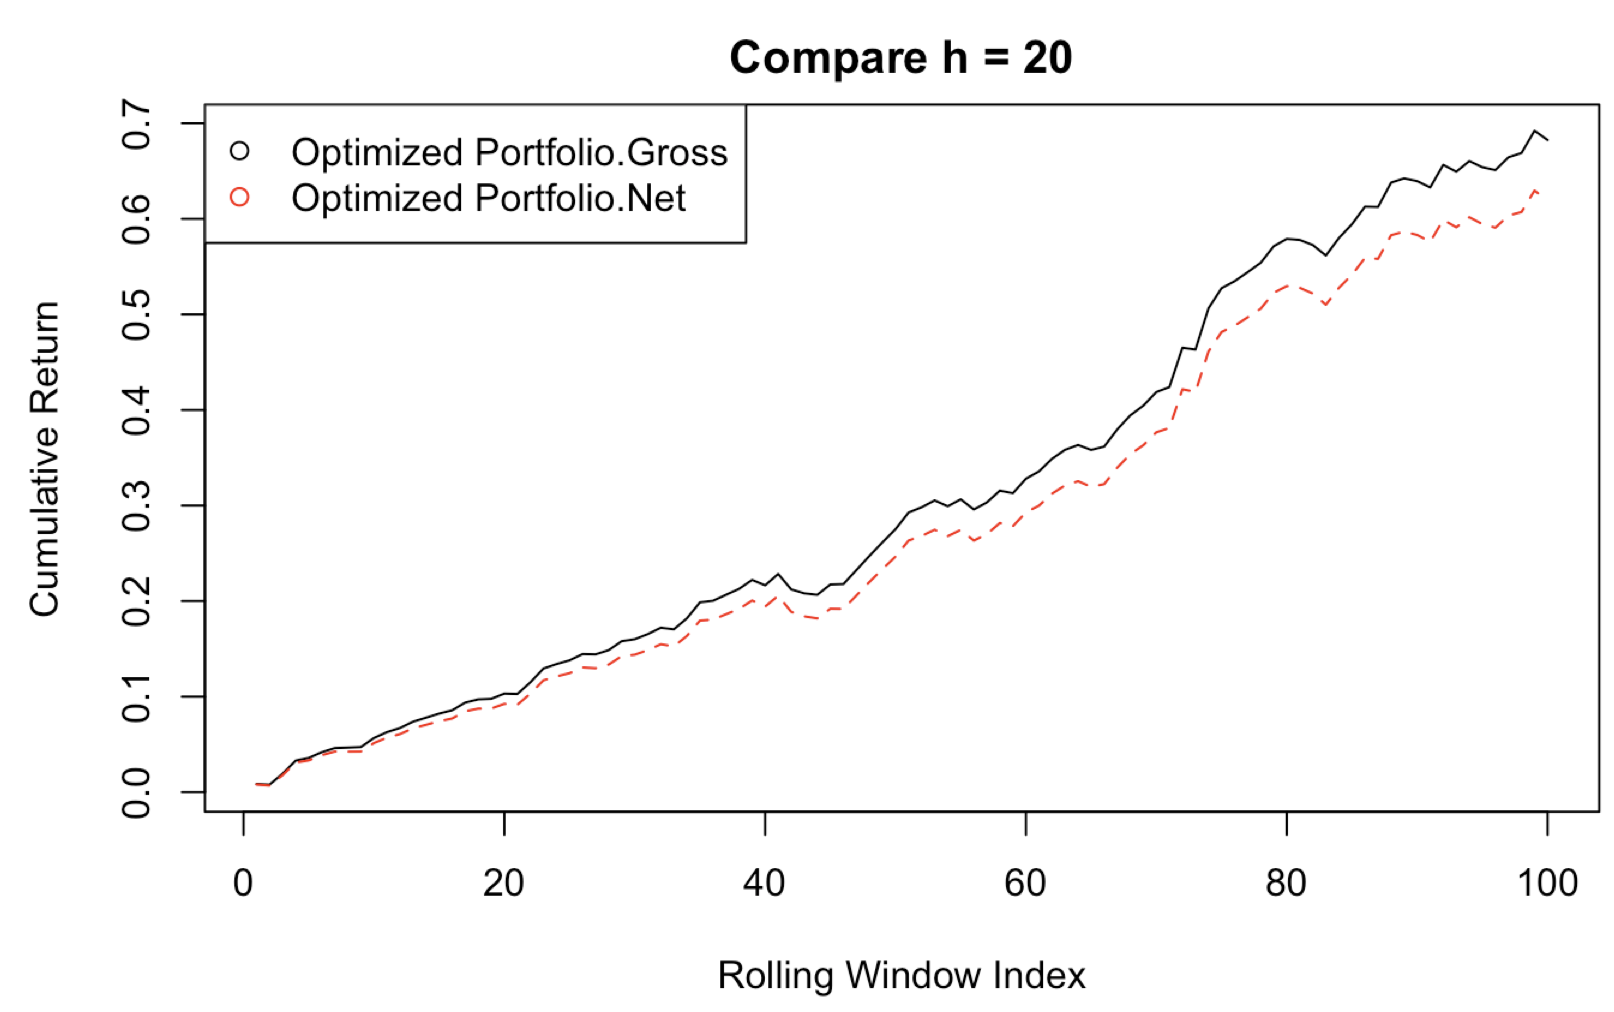 Compare h = 20
Optimized Portfolio.Gross
Optimized Portfolio.Net
Cumulative Return
0.7
0.6
0.5
0.4
0.3
0.2
0.1
0.0
0 20 40 60 80 100
Rolling Window Index